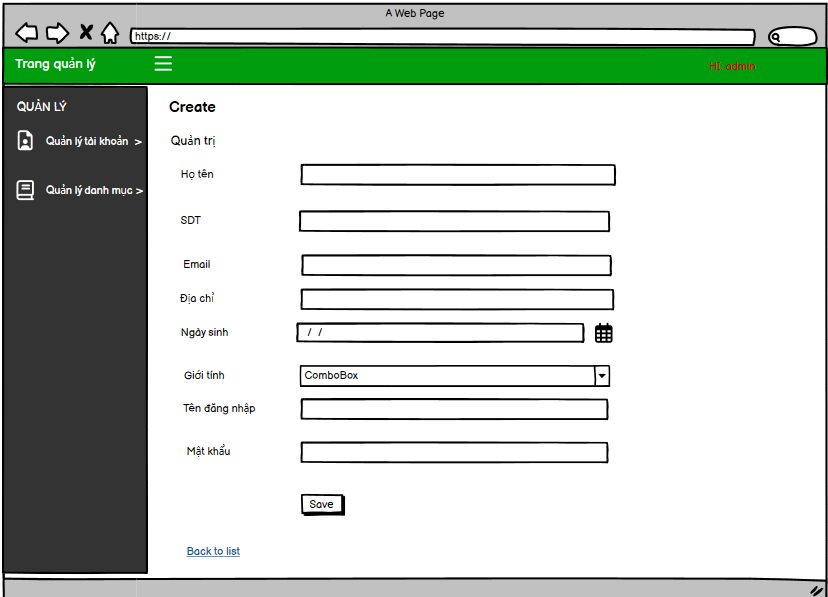 A Web Page
https://
Trang quản lý
Hi, admin
QUẢN LÝ
Quản lý tài khoản >
Quản lý danh mục >
Create
Quản trị
Họ tên
SDT
Email
Địa chỉ
Ngày sinh
/ /
Giới tính
ComboBox
Tên đăng nhập
Mật khẩu
Save
Back to list